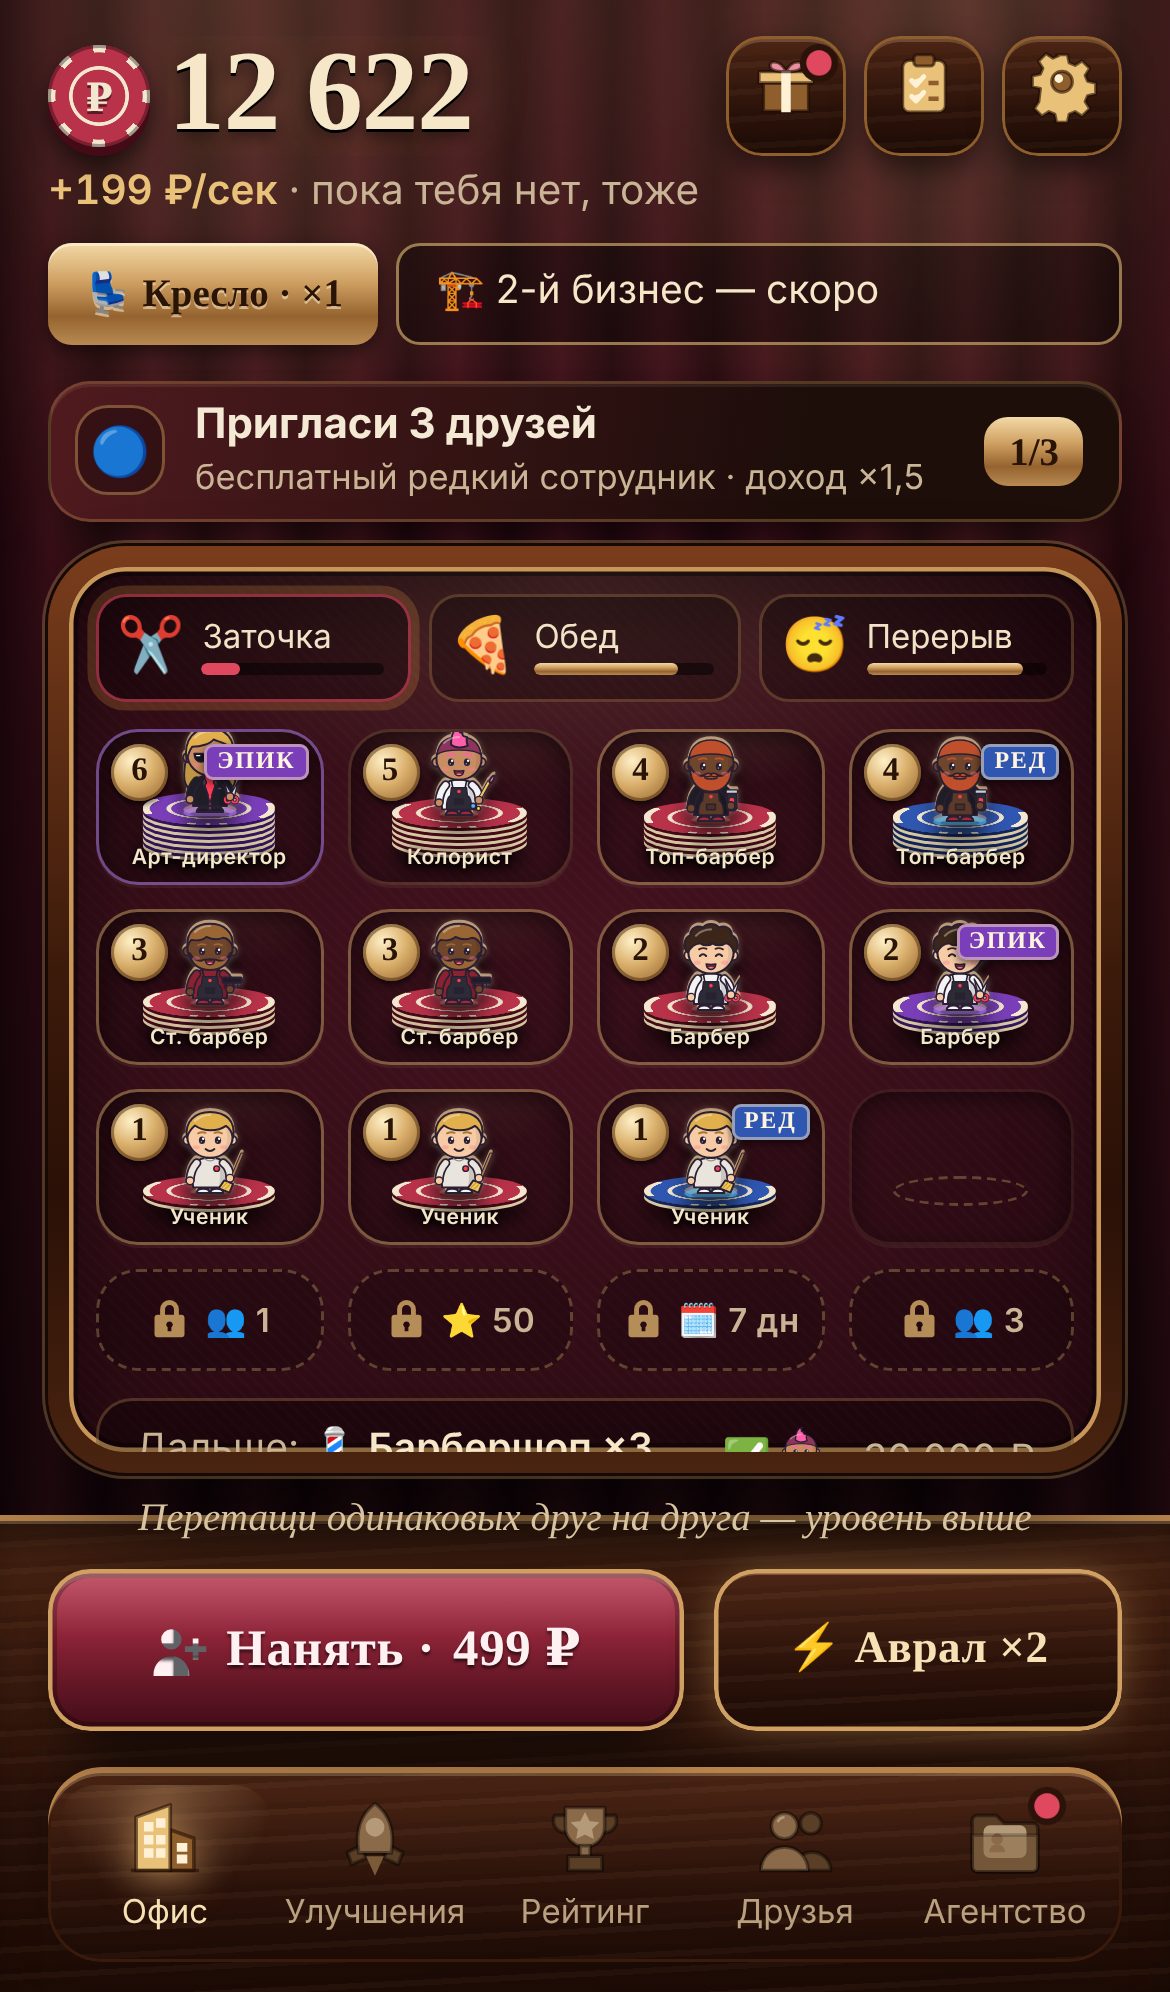 ₽ 12 622
+199 ₽/сек · пока тебя нет, тоже
Кресло · ×1
2-й бизнес — скоро
Пригласи 3 друзей
бесплатный редкий сотрудник · доход ×1,5
1/3
Заточка
Обед
Перерыв
6 ЭПИК
Арт-директор
5
Колорист
4
Топ-барбер
4 РЕД
Топ-барбер
3
Ст. барбер
3
Ст. барбер
2
Барбер
2 ЭПИК
Барбер
1
Ученик
1
Ученик
1 РЕД
Ученик
1
50
7 дн
3
Дальше: Барбершоп ×3
Перетащи одинаковых друг на друга — уровень выше
Нанять · 499 ₽
Аврал ×2
Офис
Улучшения
Рейтинг
Друзья
Агентство